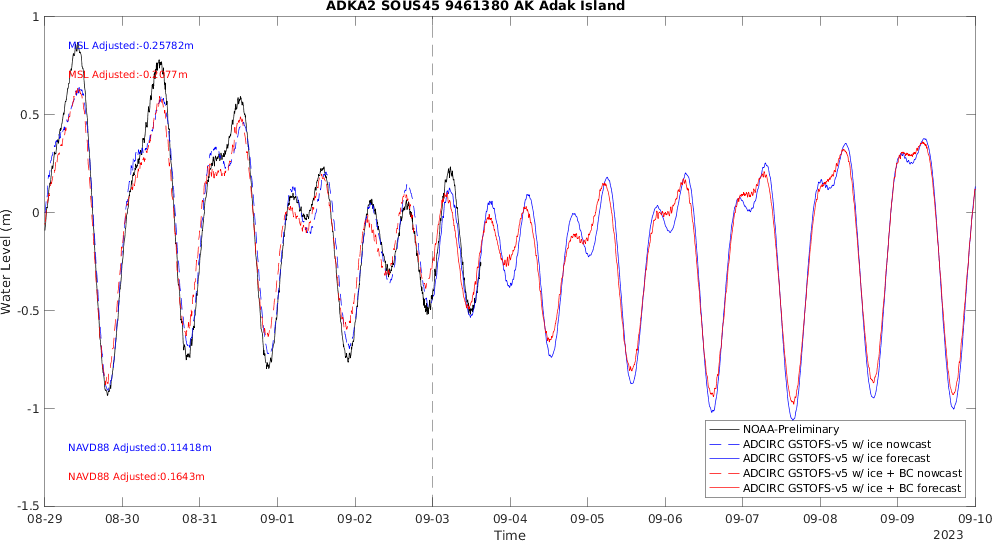 ADKA2 SOUS45 9461380 AK Adak Island
1
MSL Adjusted:-0.25782m
MSL Adjusted:-0.2077m
0.5
0
Water Level (m)
-0.5
-1
NAVD88 Adjusted:0.11418m
NAVD88 Adjusted:0.1643m
-1.5
NOAA-Preliminary
ADCIRC GSTOFS-v5 w/ ice nowcast
ADCIRC GSTOFS-v5 w/ ice forecast
ADCIRC GSTOFS-v5 w/ ice + BC nowcast
ADCIRC GSTOFS-v5 w/ ice + BC forecast
08-29 08-30 08-31 09-01 09-02 09-03 09-04 09-05 09-06 09-07 09-08 09-09 09-10
Time
2023